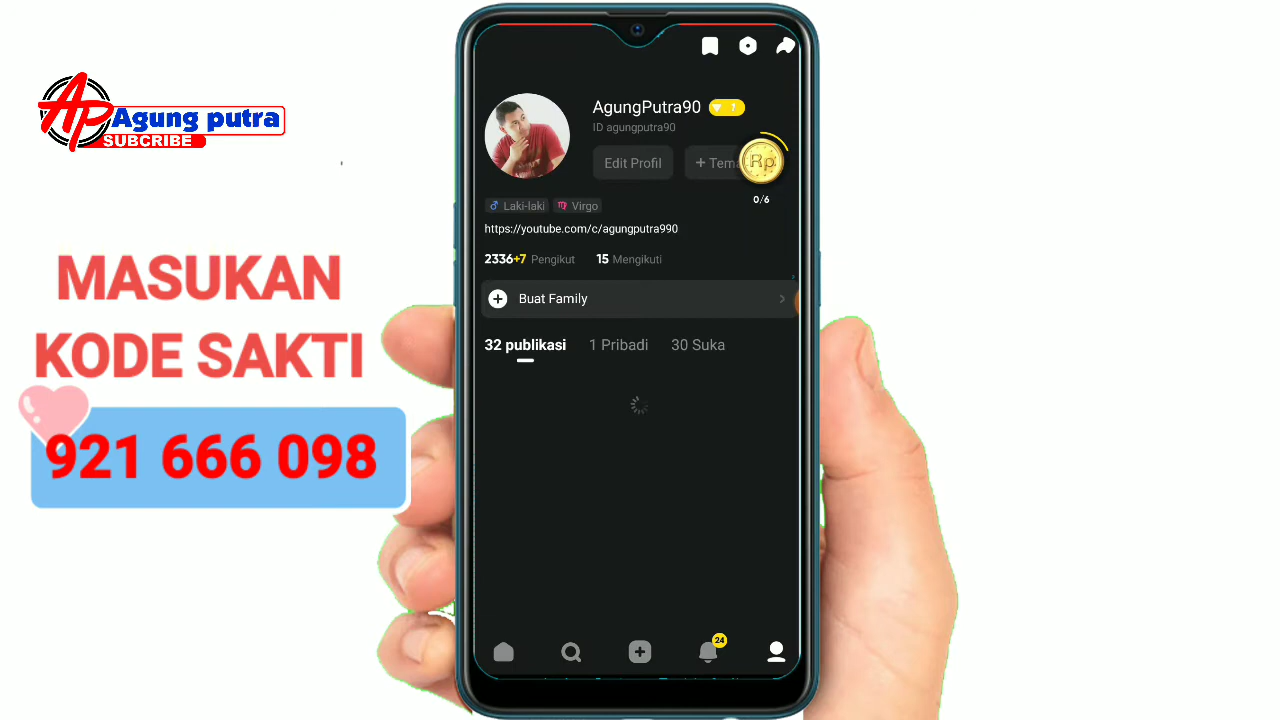 AP
Agung putra
SUBCRIBE
MASUKAN
KODE SAKTI
921 666 098
AgungPutra90
ID agungputra90
Edit Profil
+ Tem
Rp
0/6
Laki-laki
Virgo
https://youtube.com/c/agungputra990
2336+7 Pengikut 15 Mengikuti
Buat Family
32 publikasi 1 Pribadi 30 Suka
24